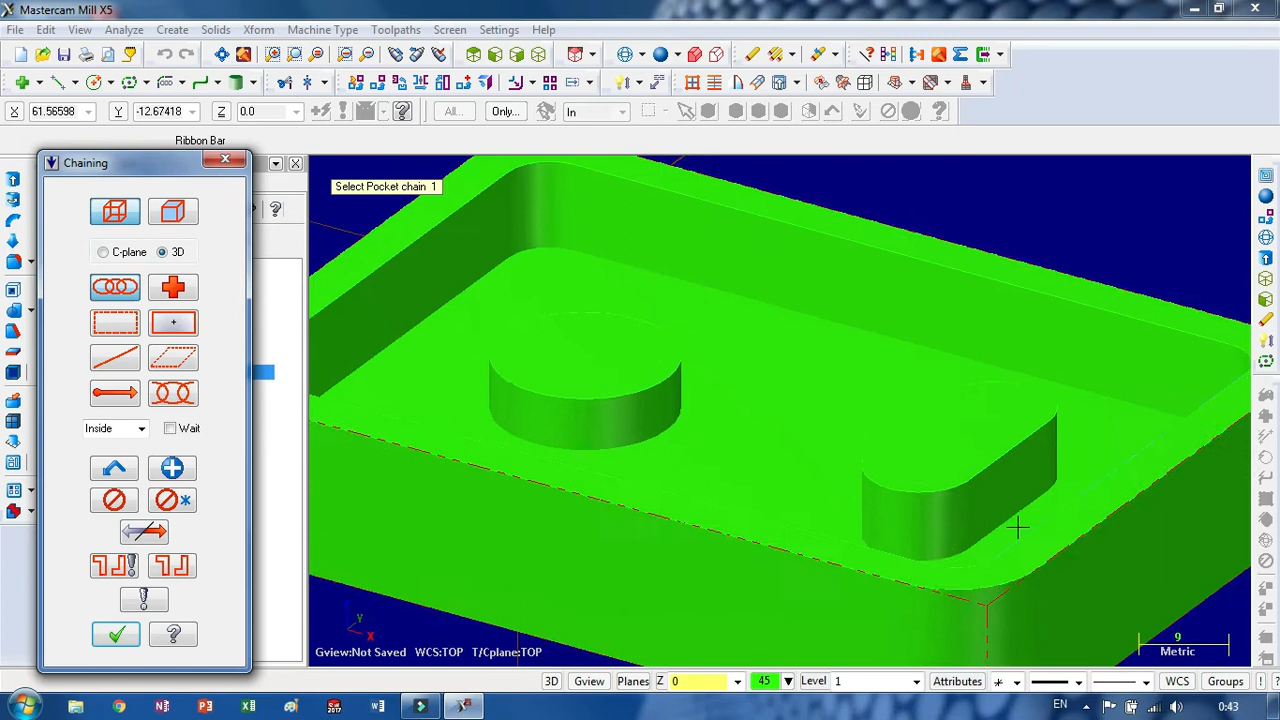 Mastercam Mill X5
File Edit View Analyze Create Solids Xform Machine Type Toolpaths Screen Settings Help
X 61.56598 Y -12.67418 Z 0.0 All... Only... In
Ribbon Bar
Chaining
Select Pocket chain 1
C-plane 3D
Inside Wait
Gview:Not Saved WCS:TOP T/Cplane:TOP
Y
X
9
Metric
3D Gview Planes Z 0 45 Level 1 Attributes WCS Groups
EN 0:43